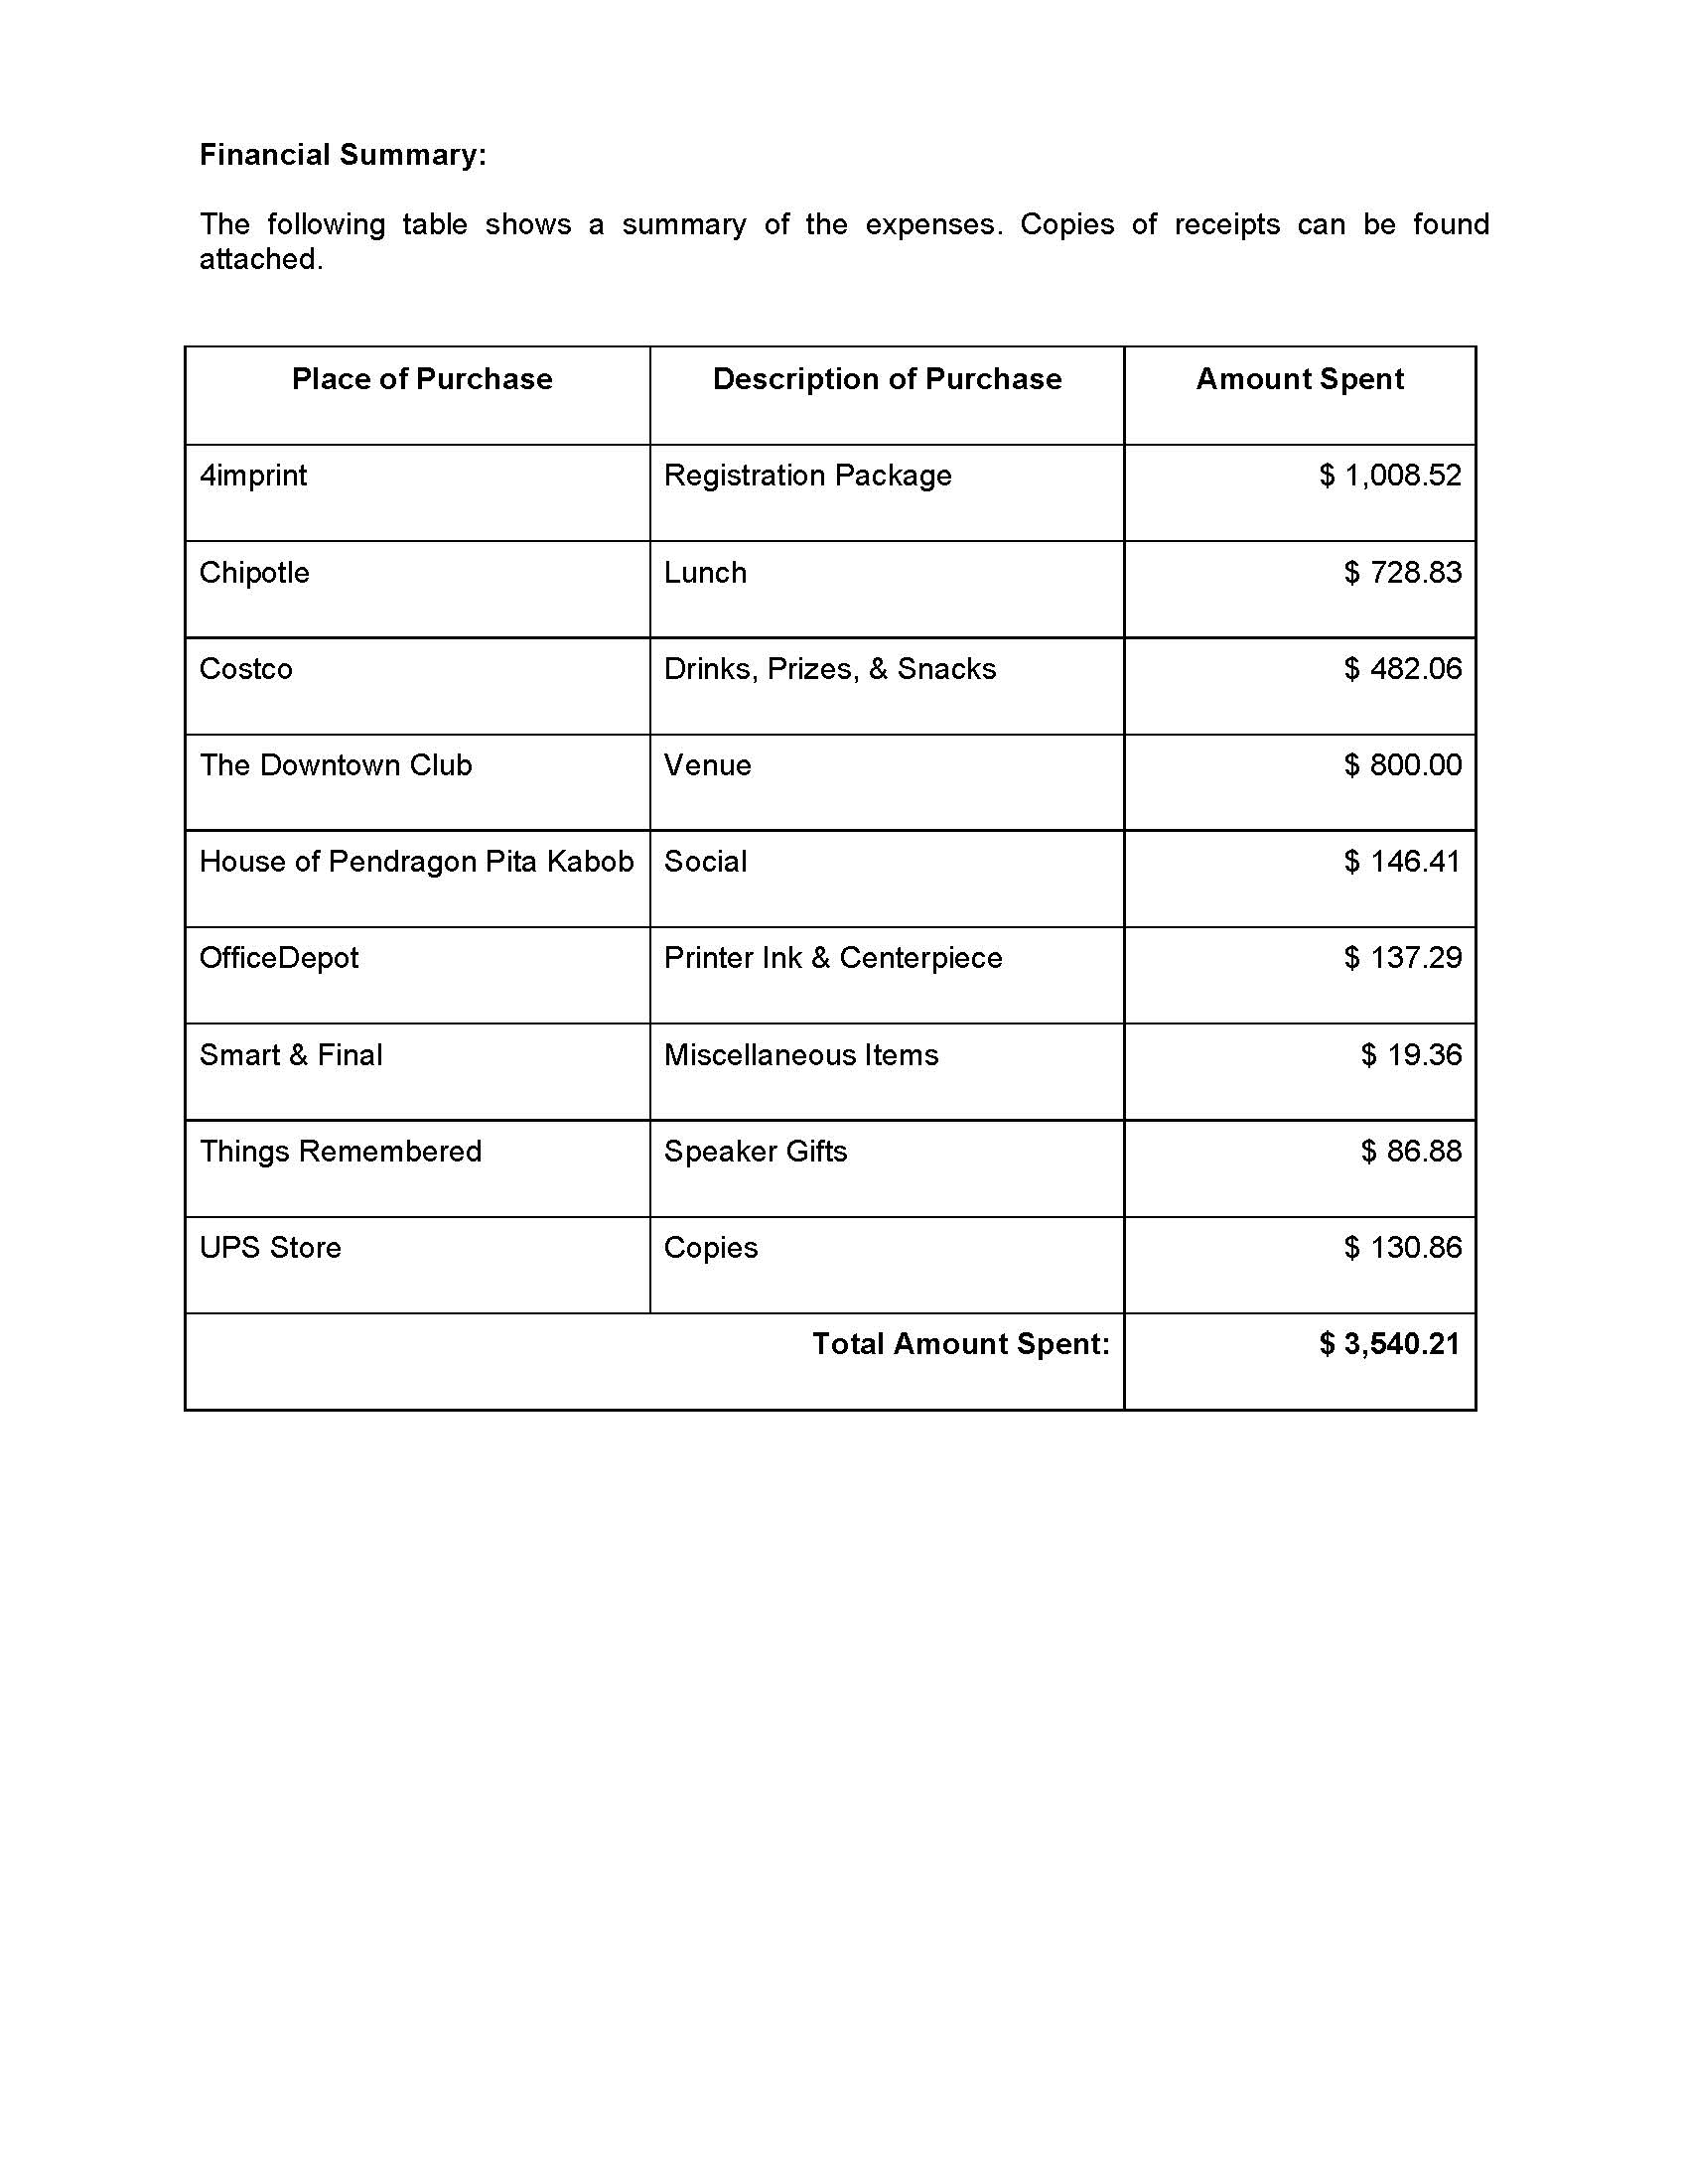 Financial Summary:
The following table shows a summary of the expenses. Copies of receipts can be found
attached.
Place of Purchase Description of Purchase Amount Spent
4imprint Registration Package $ 1,008.52
Chipotle Lunch $ 728.83
Costco Drinks, Prizes, & Snacks $ 482.06
The Downtown Club Venue $ 800.00
House of Pendragon Pita Kabob Social $ 146.41
OfficeDepot Printer Ink & Centerpiece $ 137.29
Smart & Final Miscellaneous Items $ 19.36
Things Remembered Speaker Gifts $ 86.88
UPS Store Copies $ 130.86
Total Amount Spent: $ 3,540.21